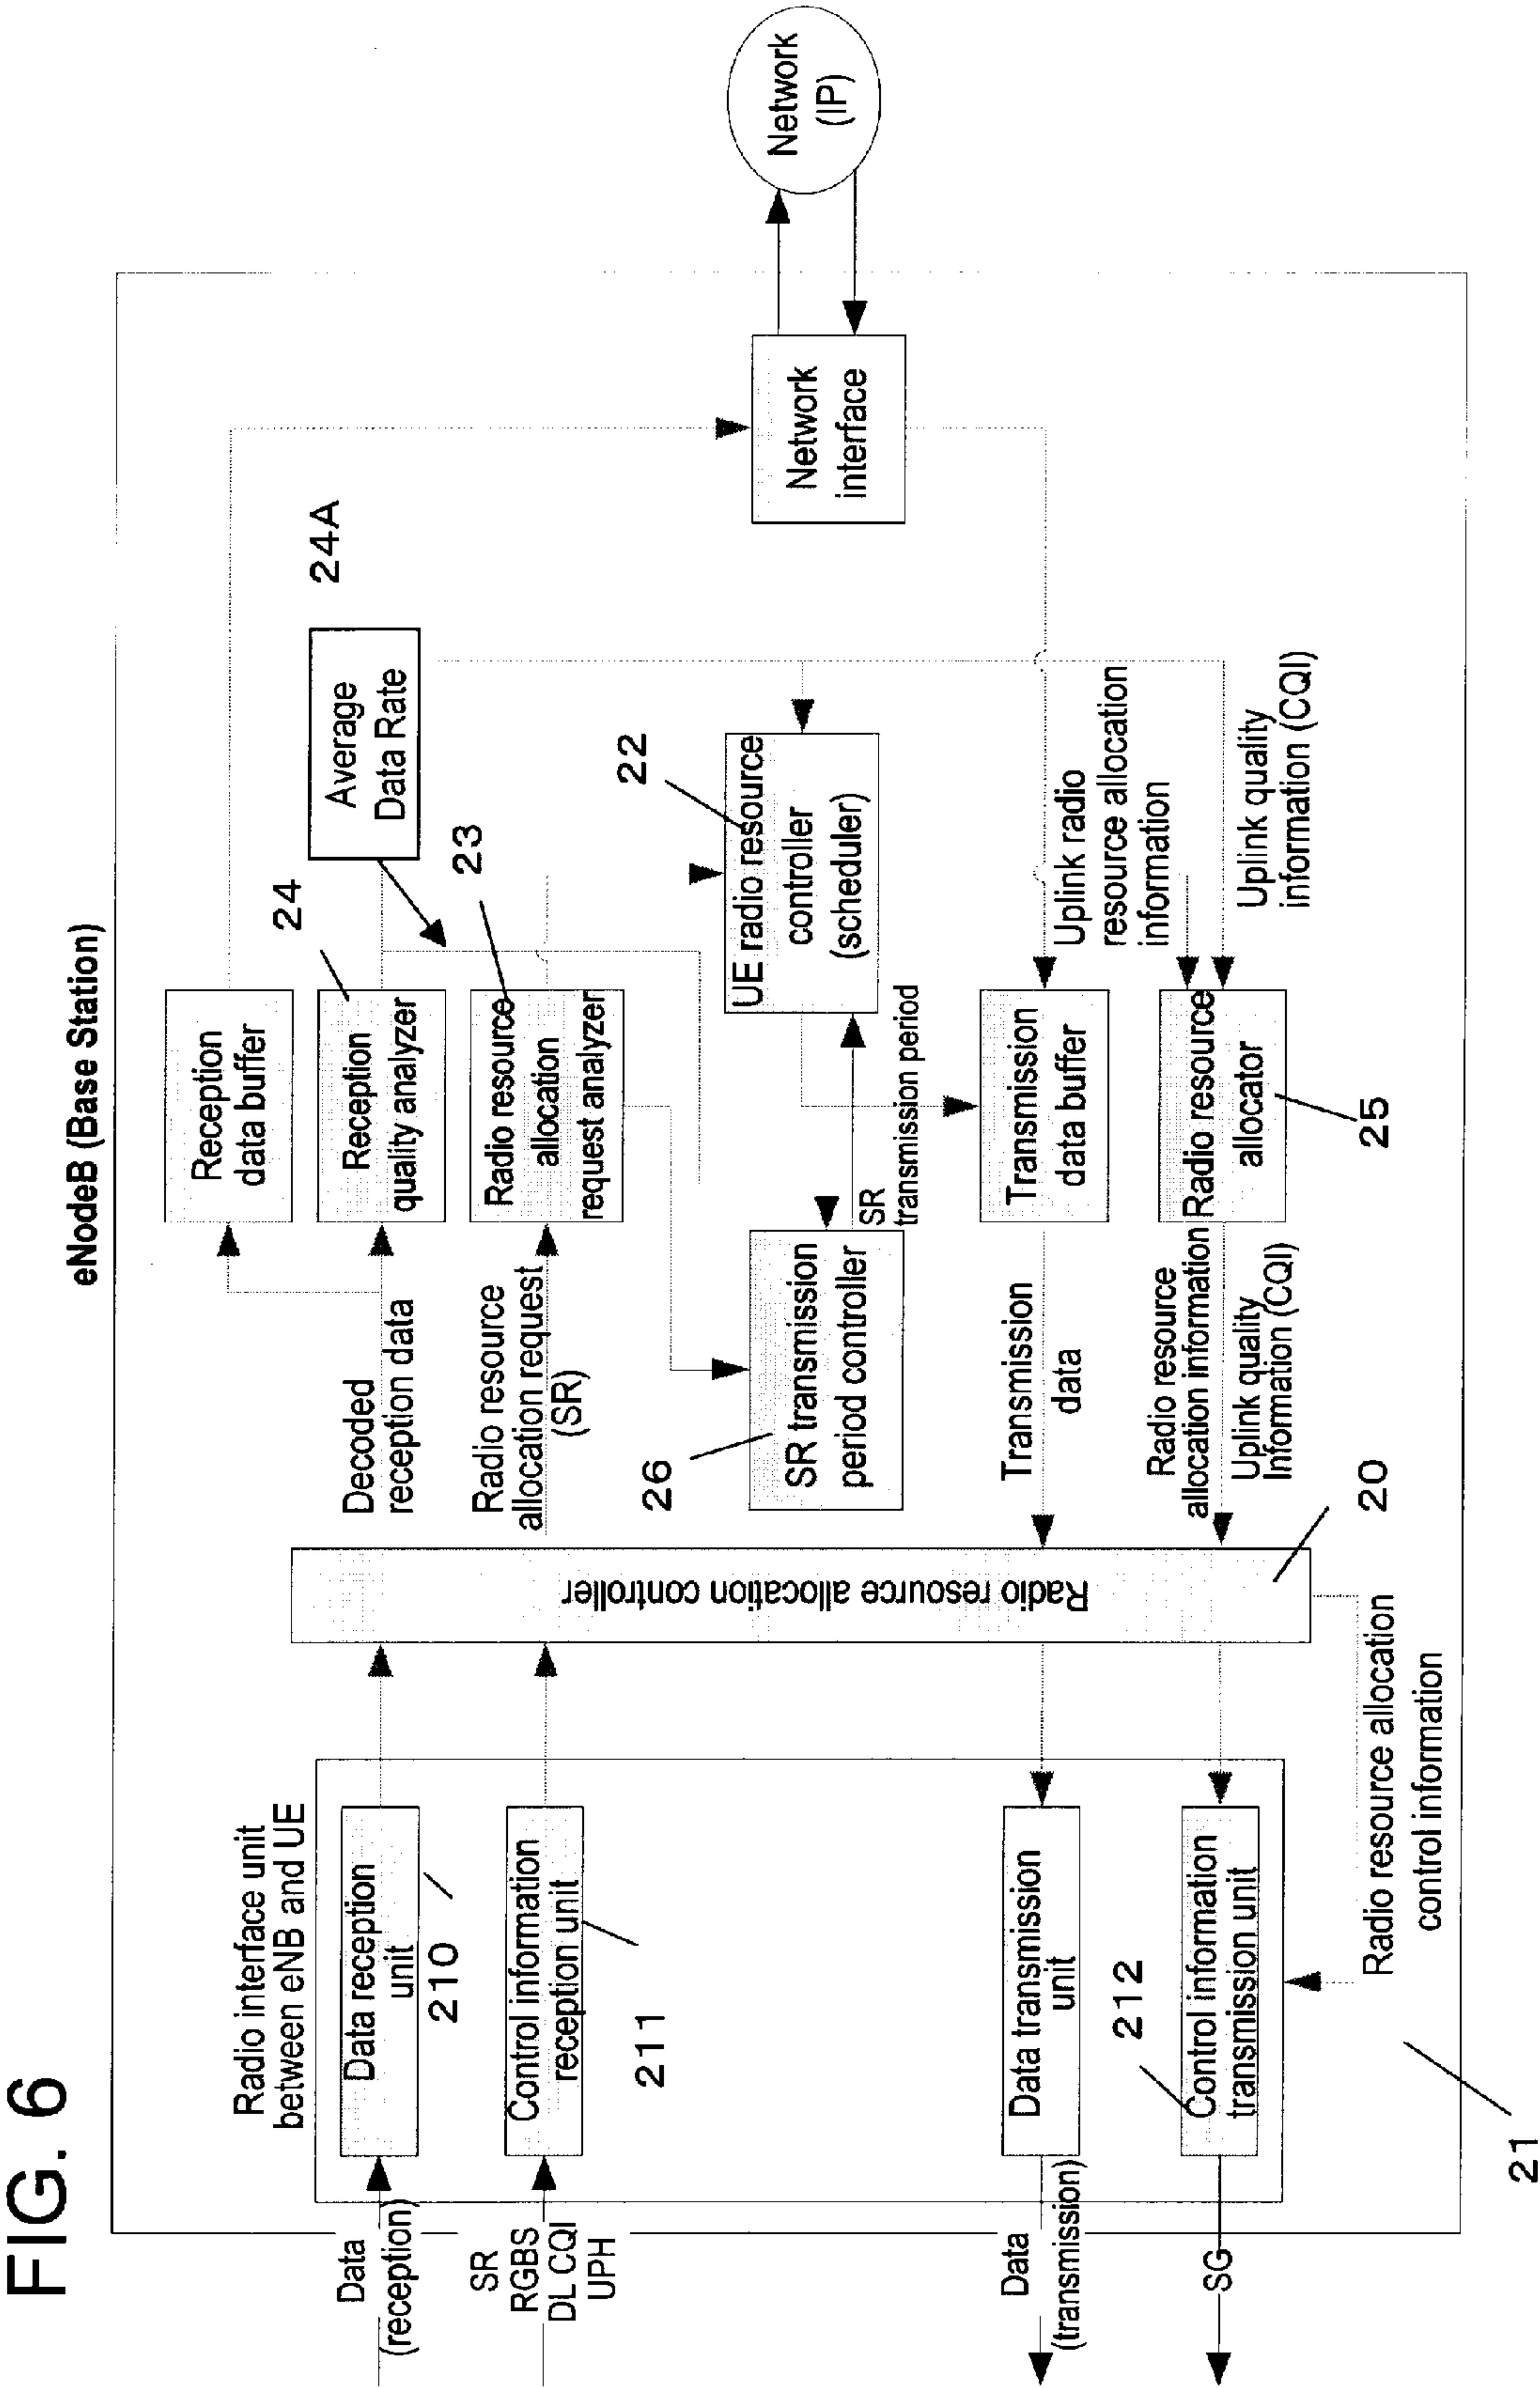 FIG. 6
eNodeB (Base Station)
Radio interface unit
between eNB and UE
Data
(reception)
Data reception
unit
210
SR
RGBS
DL CQI
UPH
Control information
reception unit
211
Data
(transmission)
Data transmission
unit
212
SG
Control information
transmission unit
21
Radio resource allocation
control information
Radio resource allocation controller
20
Decoded
reception data
Radio resource
allocation request
(SR)
26
SR transmission
period controller
Transmission
data
Radio resource
allocation information
Uplink quality
Information (CQI)
Reception
data buffer
24
Reception
quality analyzer
23
Radio resource
allocation
request analyzer
SR
transmission period
Transmission
data buffer
Radio resource
allocator
25
24A
Average
Data Rate
22
UE radio resource
controller
(scheduler)
Uplink radio
resource allocation
information
Uplink quality
information (CQI)
Network
interface
Network
(IP)